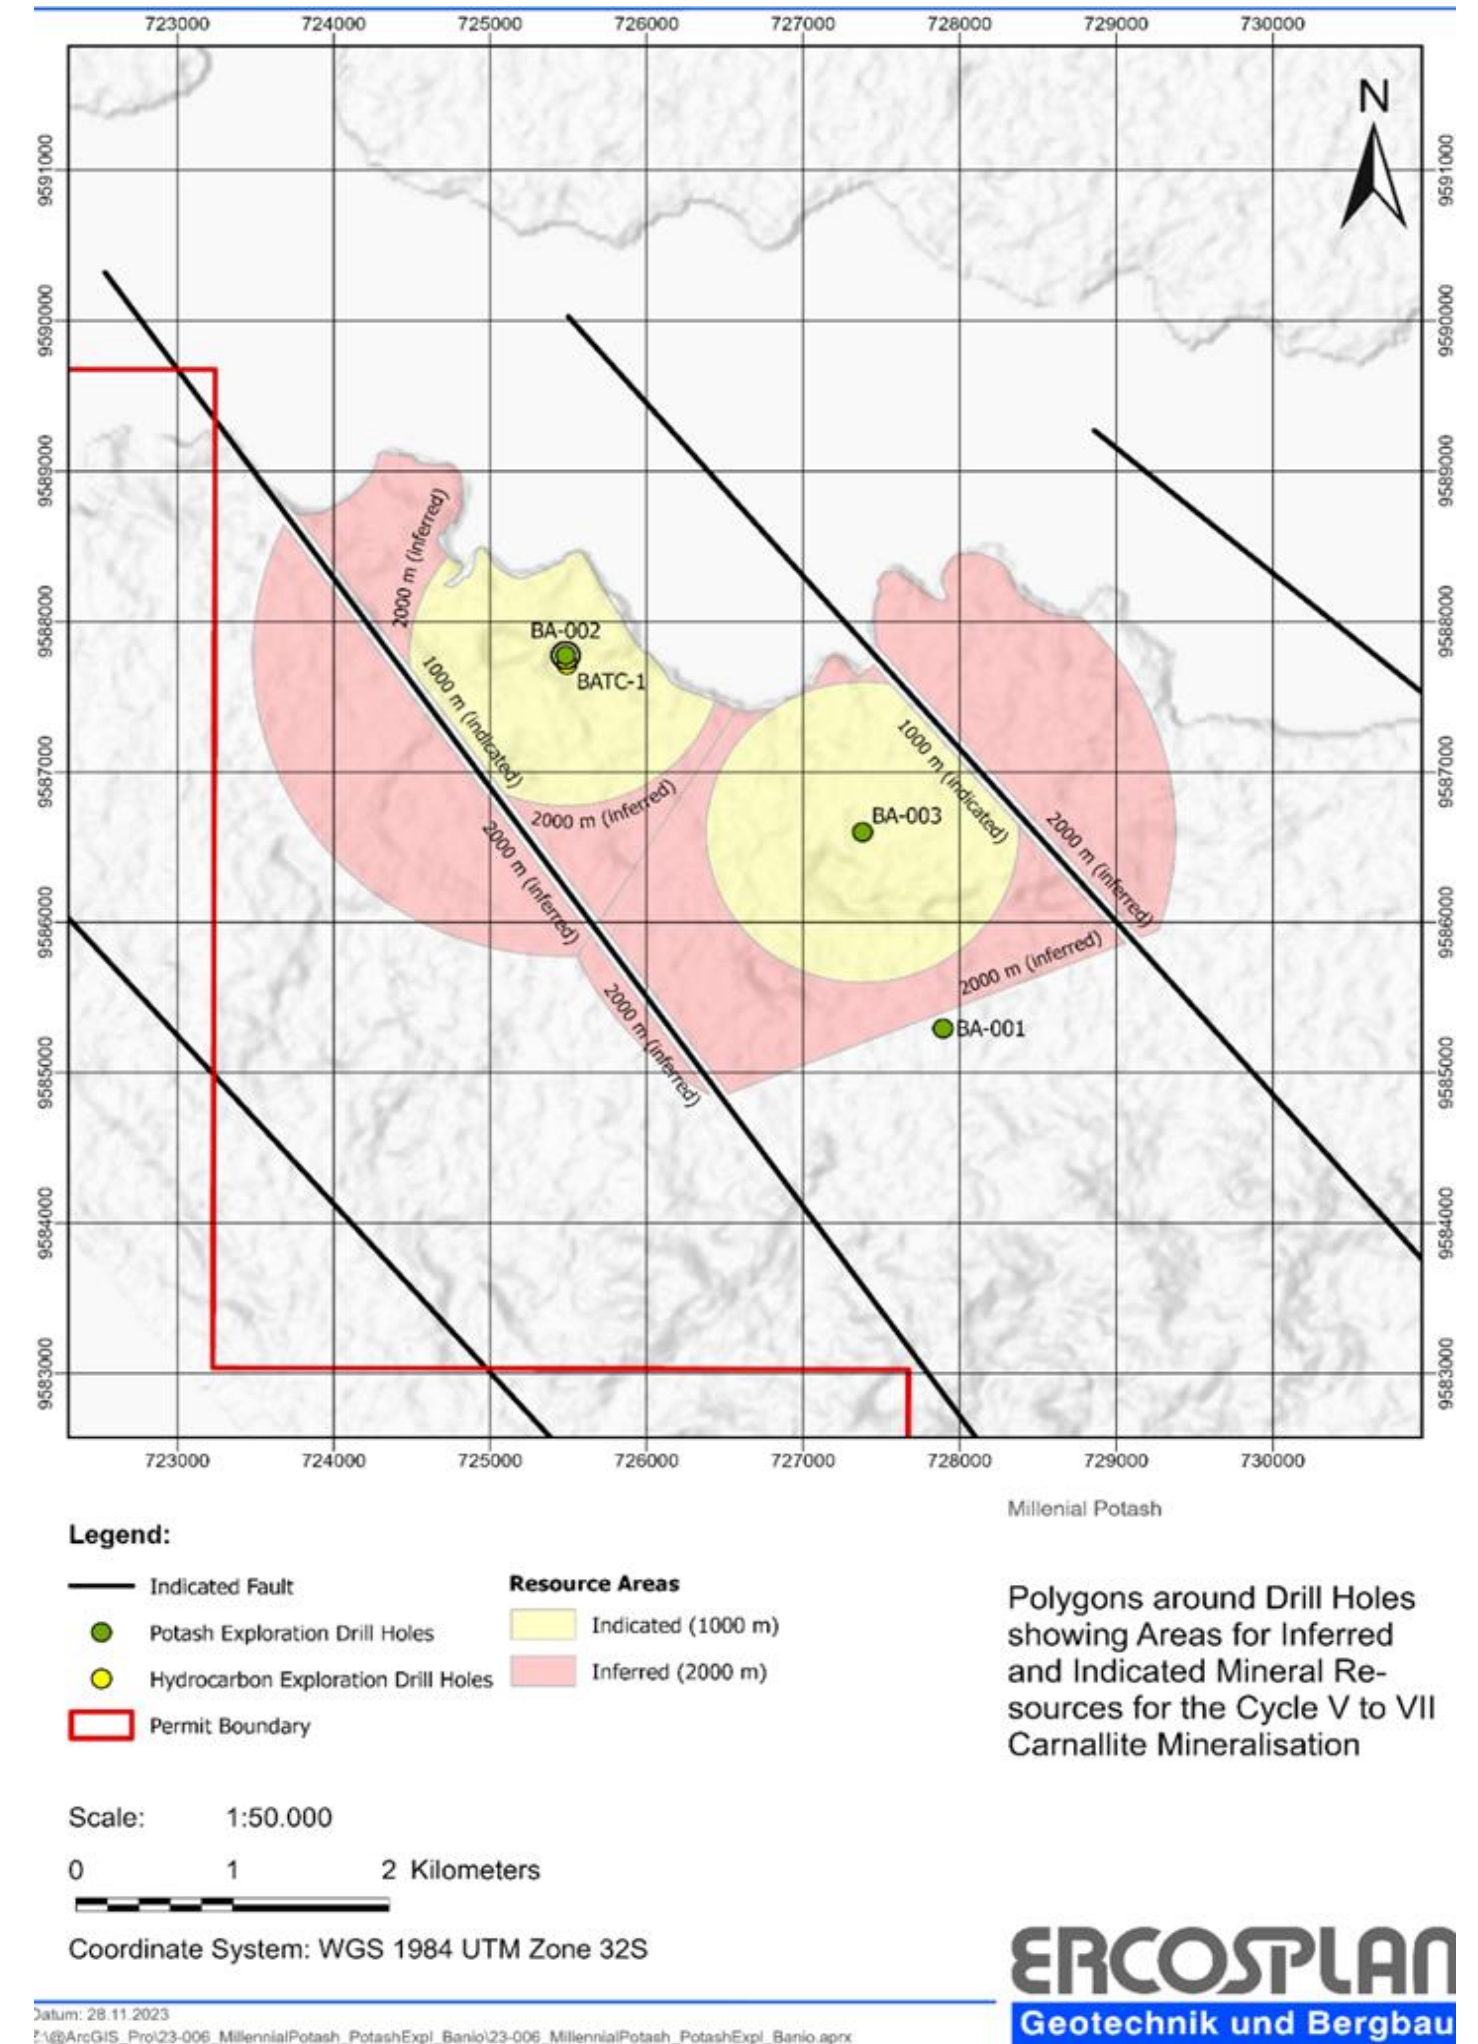 723000 724000 725000 726000 727000 728000 729000 730000
N
9591000 9591000
9590000 9590000
9589000 9589000
2000 m (inferred)
9588000 9588000
BA-002
BATC-1
1000 m (indicated)
1000 m (indicated)
9587000 9587000
2000 m (inferred)
BA-003
2000 m (inferred)
2000 m (inferred)
9586000 9586000
2000 m (inferred)
2000 m (inferred)
BA-001
9585000 9585000
9584000 9584000
9583000 9583000
723000 724000 725000 726000 727000 728000 729000 730000
Millenial Potash
Legend:
Indicated Fault
Potash Exploration Drill Holes
Hydrocarbon Exploration Drill Holes
Permit Boundary
Resource Areas
Indicated (1000 m)
Inferred (2000 m)
Polygons around Drill Holes
showing Areas for Inferred
and Indicated Mineral Re-
sources for the Cycle V to VII
Carnallite Mineralisation
Scale: 1:50.000
0 1 2 Kilometers
Coordinate System: WGS 1984 UTM Zone 32S
ERCOSPLAN
Geotechnik und Bergbau
Datum: 28.11.2023
Z:\@ArcGIS_Pro\23-006_MillennialPotash_PotashExpl_Banio\23-006_MillennialPotash_PotashExpl_Banio.aprx